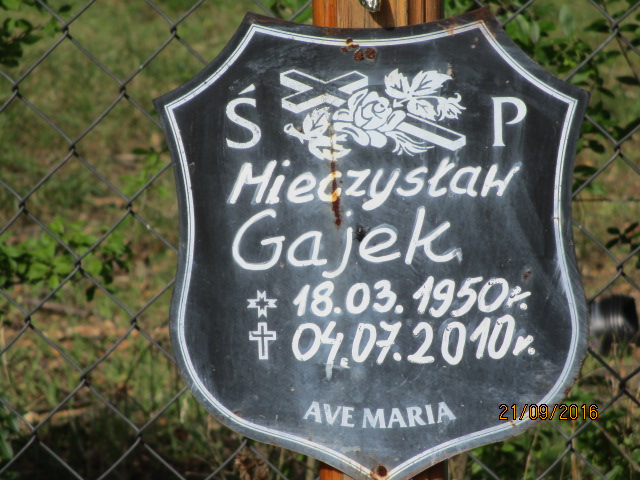 Ś P
Mieczysław
Gajek
18.03.1950r.
04.07.2010r.
AVE MARIA
21/09/2016